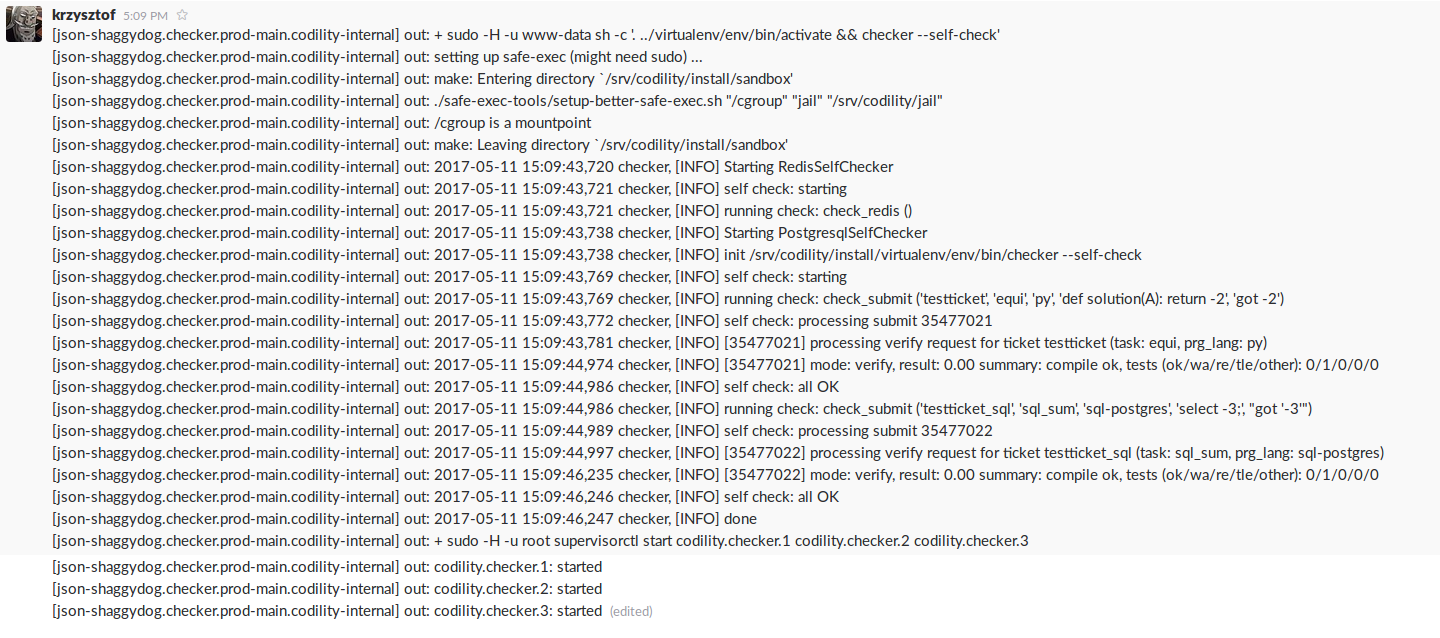 krzysztof 5:09 PM
[json-shaggydog.checker.prod-main.codility-internal] out: + sudo -H -u www-data sh -c '. ../virtualenv/env/bin/activate && checker --self-check'
[json-shaggydog.checker.prod-main.codility-internal] out: setting up safe-exec (might need sudo) ...
[json-shaggydog.checker.prod-main.codility-internal] out: make: Entering directory `/srv/codility/install/sandbox'
[json-shaggydog.checker.prod-main.codility-internal] out: ./safe-exec-tools/setup-better-safe-exec.sh "/cgroup" "jail" "/srv/codility/jail"
[json-shaggydog.checker.prod-main.codility-internal] out: /cgroup is a mountpoint
[json-shaggydog.checker.prod-main.codility-internal] out: make: Leaving directory `/srv/codility/install/sandbox'
[json-shaggydog.checker.prod-main.codility-internal] out: 2017-05-11 15:09:43,720 checker, [INFO] Starting RedisSelfChecker
[json-shaggydog.checker.prod-main.codility-internal] out: 2017-05-11 15:09:43,721 checker, [INFO] self check: starting
[json-shaggydog.checker.prod-main.codility-internal] out: 2017-05-11 15:09:43,721 checker, [INFO] running check: check_redis ()
[json-shaggydog.checker.prod-main.codility-internal] out: 2017-05-11 15:09:43,738 checker, [INFO] Starting PostgresqlSelfChecker
[json-shaggydog.checker.prod-main.codility-internal] out: 2017-05-11 15:09:43,738 checker, [INFO] init /srv/codility/install/virtualenv/env/bin/checker --self-check
[json-shaggydog.checker.prod-main.codility-internal] out: 2017-05-11 15:09:43,769 checker, [INFO] self check: starting
[json-shaggydog.checker.prod-main.codility-internal] out: 2017-05-11 15:09:43,769 checker, [INFO] running check: check_submit ('testticket', 'equi', 'py', 'def solution(A): return -2', 'got -2')
[json-shaggydog.checker.prod-main.codility-internal] out: 2017-05-11 15:09:43,772 checker, [INFO] self check: processing submit 35477021
[json-shaggydog.checker.prod-main.codility-internal] out: 2017-05-11 15:09:43,781 checker, [INFO] [35477021] processing verify request for ticket testticket (task: equi, prg_lang: py)
[json-shaggydog.checker.prod-main.codility-internal] out: 2017-05-11 15:09:44,974 checker, [INFO] [35477021] mode: verify, result: 0.00 summary: compile ok, tests (ok/wa/re/tle/other): 0/1/0/0/0
[json-shaggydog.checker.prod-main.codility-internal] out: 2017-05-11 15:09:44,986 checker, [INFO] self check: all OK
[json-shaggydog.checker.prod-main.codility-internal] out: 2017-05-11 15:09:44,986 checker, [INFO] running check: check_submit ('testticket_sql', 'sql_sum', 'sql-postgres', 'select -3;', "got '-3'")
[json-shaggydog.checker.prod-main.codility-internal] out: 2017-05-11 15:09:44,989 checker, [INFO] self check: processing submit 35477022
[json-shaggydog.checker.prod-main.codility-internal] out: 2017-05-11 15:09:44,997 checker, [INFO] [35477022] processing verify request for ticket testticket_sql (task: sql_sum, prg_lang: sql-postgres)
[json-shaggydog.checker.prod-main.codility-internal] out: 2017-05-11 15:09:46,235 checker, [INFO] [35477022] mode: verify, result: 0.00 summary: compile ok, tests (ok/wa/re/tle/other): 0/1/0/0/0
[json-shaggydog.checker.prod-main.codility-internal] out: 2017-05-11 15:09:46,246 checker, [INFO] self check: all OK
[json-shaggydog.checker.prod-main.codility-internal] out: 2017-05-11 15:09:46,247 checker, [INFO] done
[json-shaggydog.checker.prod-main.codility-internal] out: + sudo -H -u root supervisorctl start codility.checker.1 codility.checker.2 codility.checker.3
[json-shaggydog.checker.prod-main.codility-internal] out: codility.checker.1: started
[json-shaggydog.checker.prod-main.codility-internal] out: codility.checker.2: started
[json-shaggydog.checker.prod-main.codility-internal] out: codility.checker.3: started (edited)